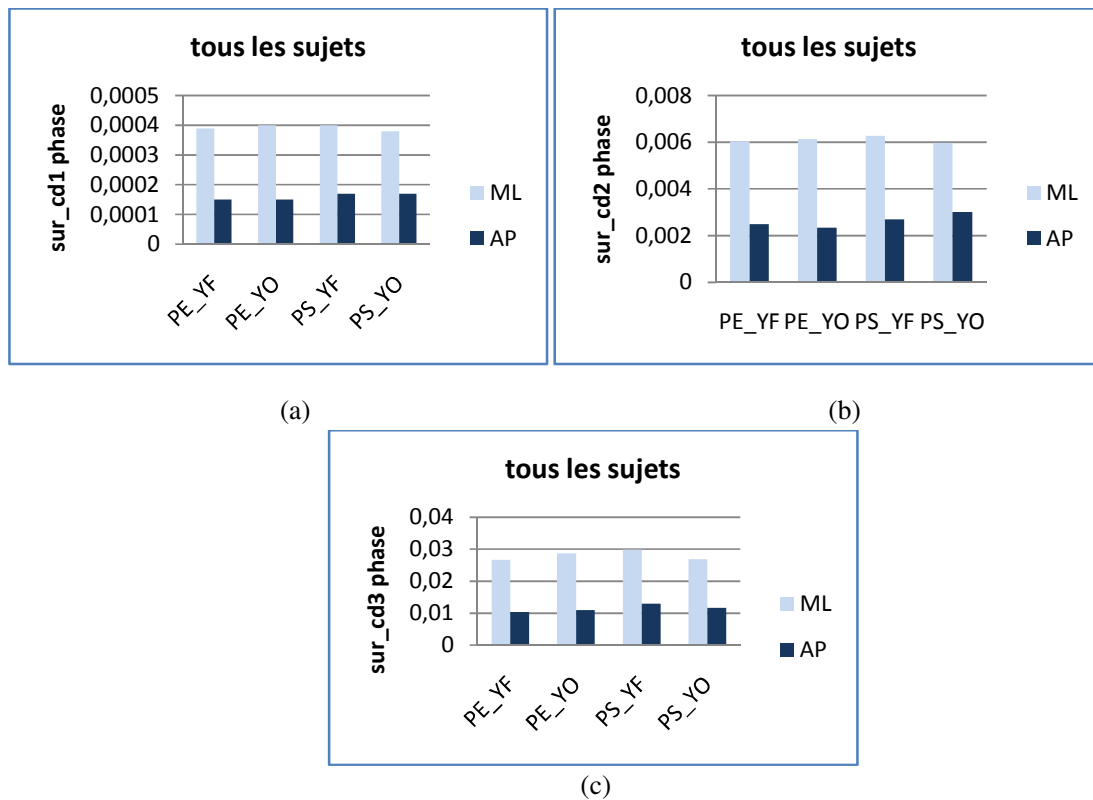 tous les sujets
sur_cd1 phase
0,0005
0,0004
0,0003
0,0002
0,0001
0
PE_YF PE_YO PS_YF PS_YO
ML
AP
(a)
tous les sujets
sur_cd2 phase
0,008
0,006
0,004
0,002
0
PE_YF PE_YO PS_YF PS_YO
ML
AP
(b)
tous les sujets
sur_cd3 phase
0,04
0,03
0,02
0,01
0
PE_YF PE_YO PS_YF PS_YO
ML
AP
(c)